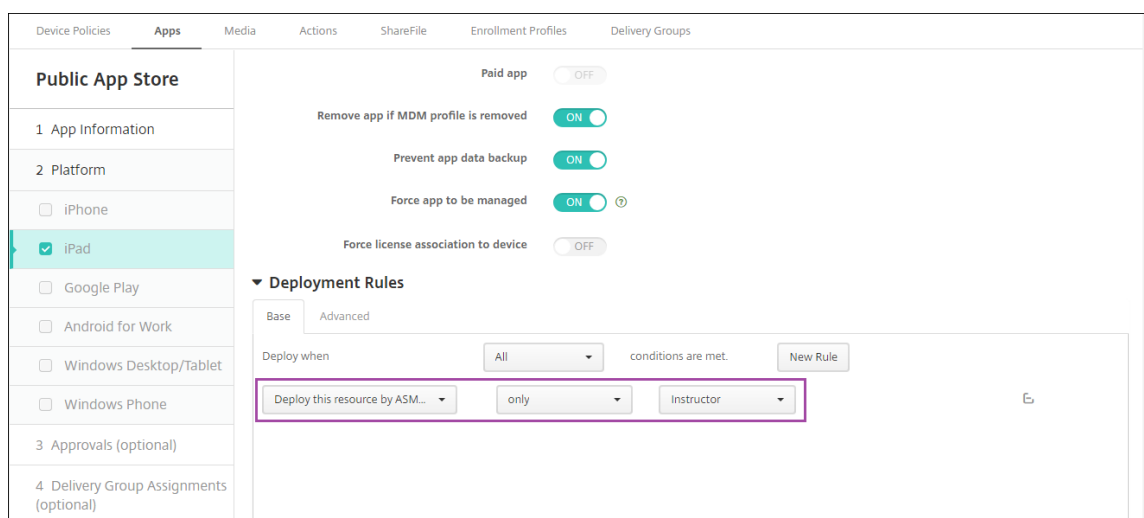 Device Policies Apps Media Actions ShareFile Enrollment Profiles Delivery Groups
Public App Store
1 App Information
2 Platform
iPhone
iPad
Google Play
Android for Work
Windows Desktop/Tablet
Windows Phone
3 Approvals (optional)
4 Delivery Group Assignments
(optional)
Paid app OFF
Remove app if MDM profile is removed ON
Prevent app data backup ON
Force app to be managed ON ?
Force license association to device OFF
Deployment Rules
Base Advanced
Deploy when All conditions are met. New Rule
Deploy this resource by ASM... only Instructor